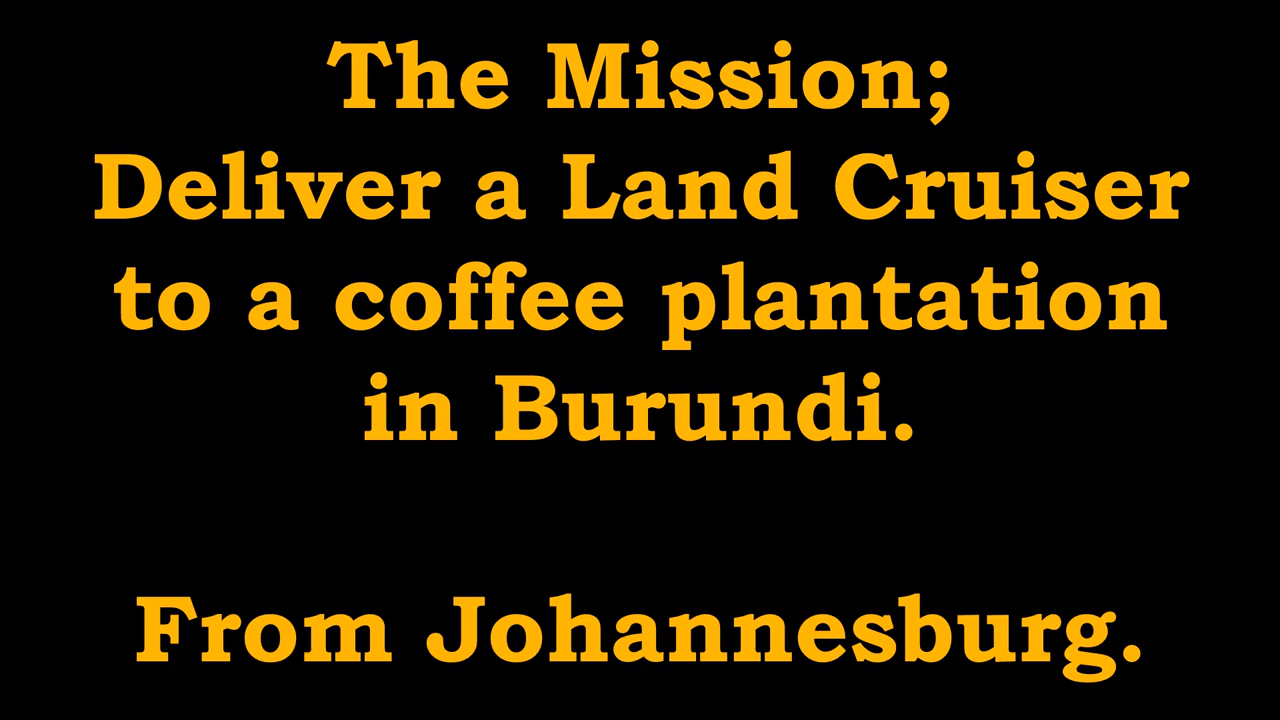 The Mission;
Deliver a Land Cruiser
to a coffee plantation
in Burundi.
From Johannesburg.